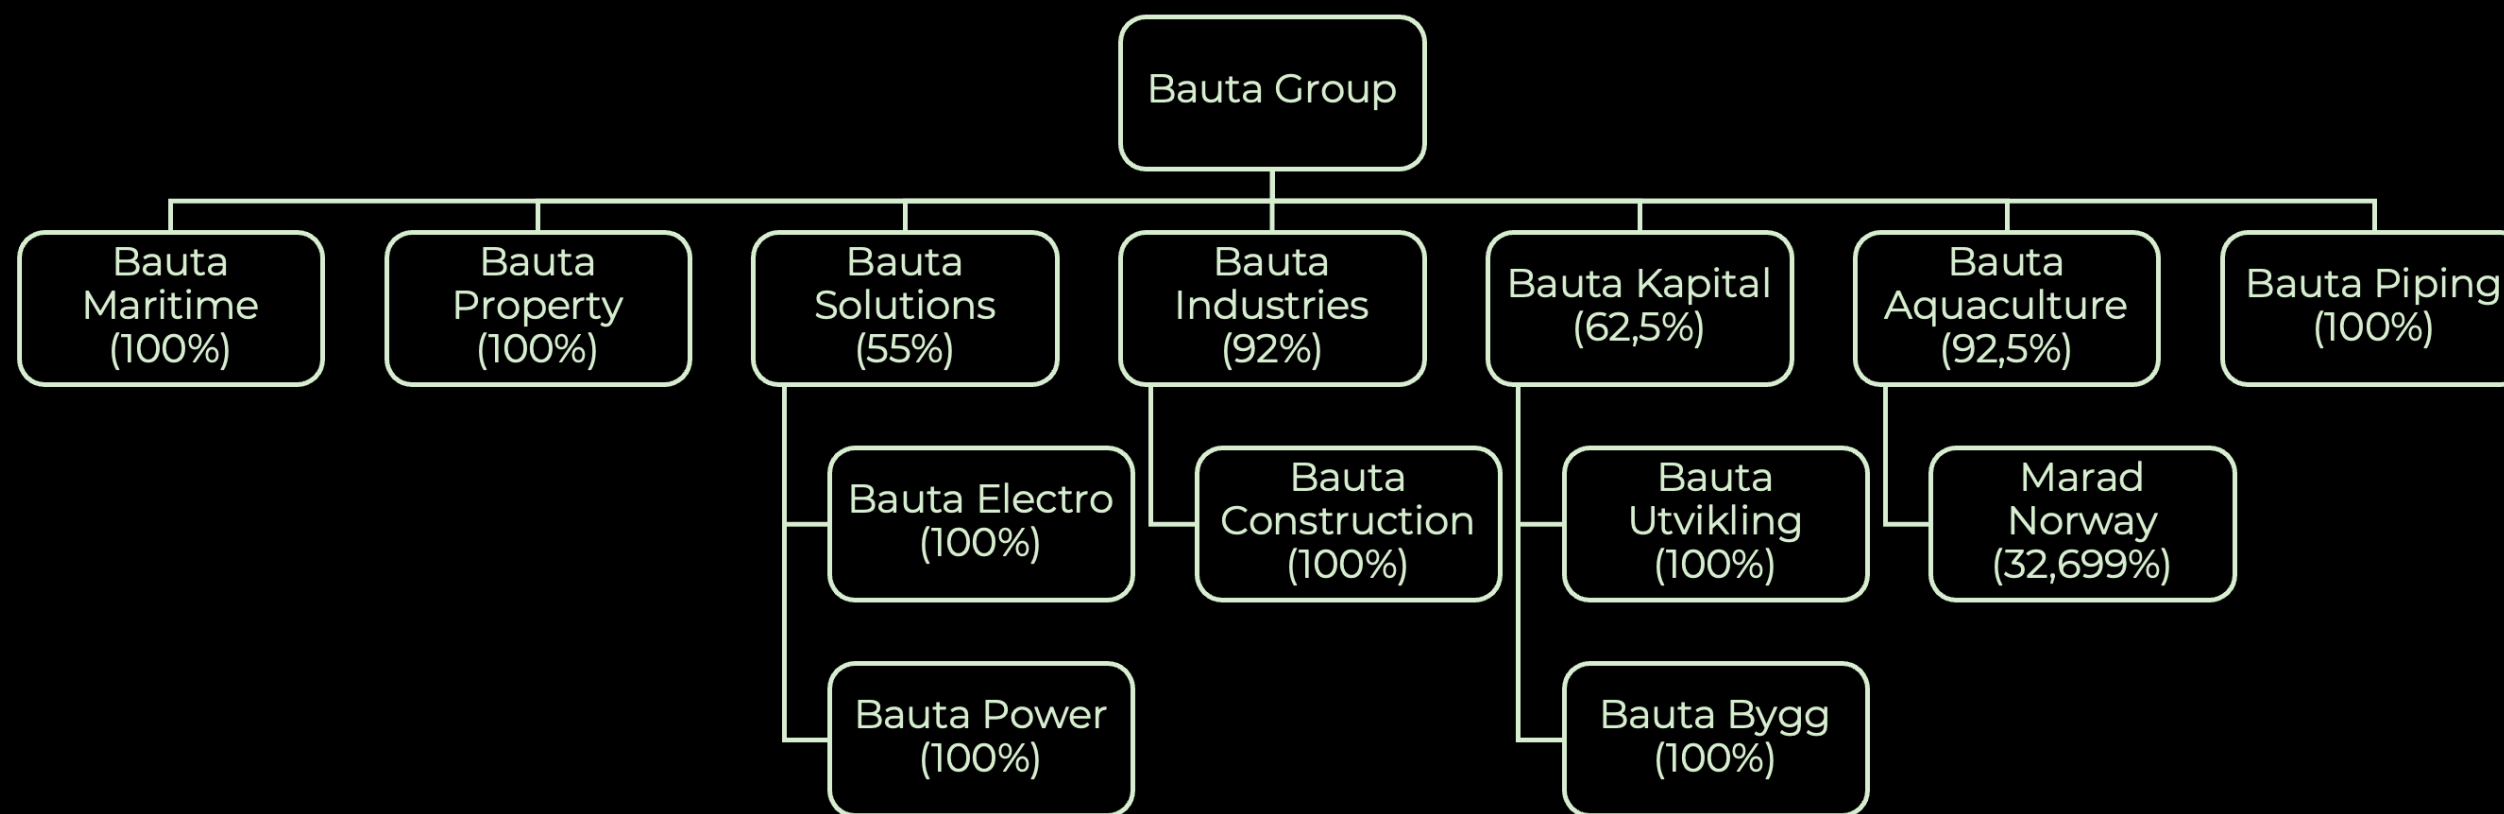 Bauta Group
Bauta
Maritime
(100%)
Bauta
Property
(100%)
Bauta
Solutions
(55%)
Bauta
Industries
(92%)
Bauta Kapital
(62,5%)
Bauta
Aquaculture
(92,5%)
Bauta Piping
(100%)
Bauta Electro
(100%)
Bauta
Construction
(100%)
Bauta
Utvikling
(100%)
Marad
Norway
(32,699%)
Bauta Power
(100%)
Bauta Bygg
(100%)